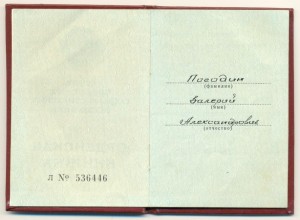 Л № 536446
Погодин
(фамилия)
Валерий
(имя)
Александрович
(отчество)